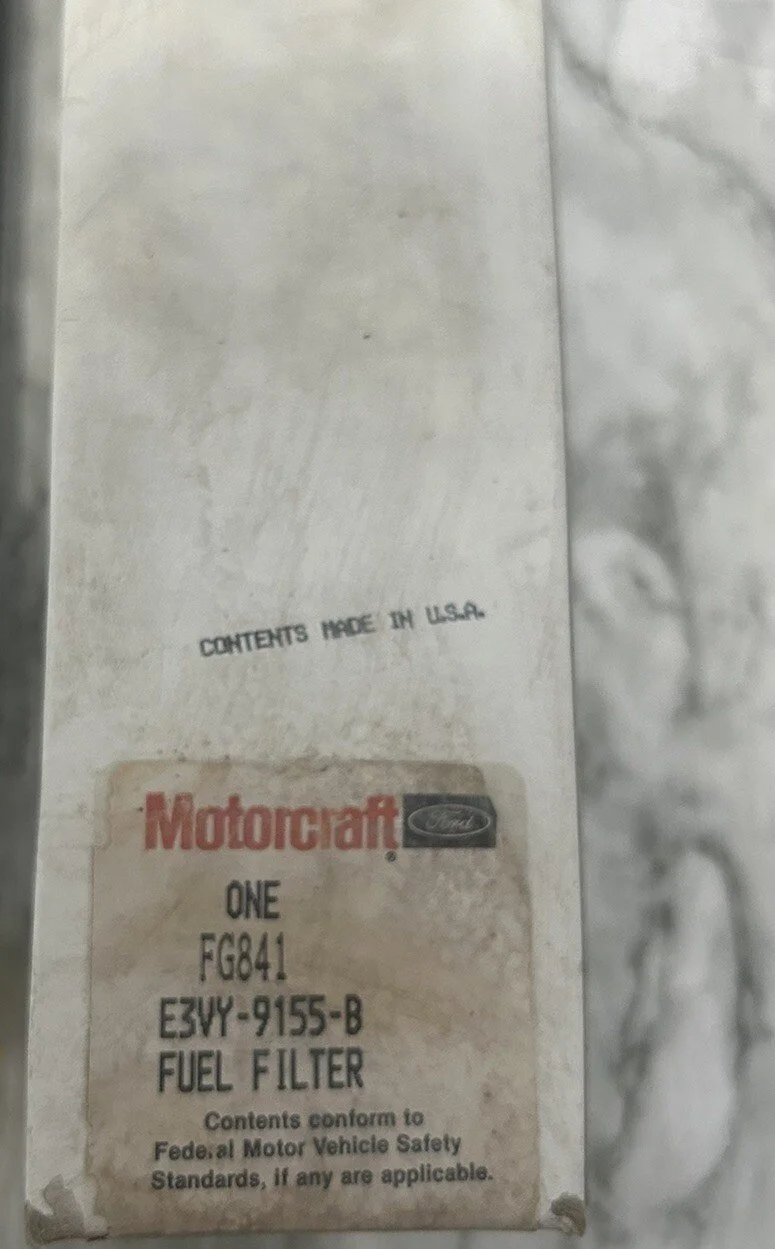 CONTENTS MADE IN U.S.A.
Motorcraft® Ford
ONE
FG841
E3VY-9155-B
FUEL FILTER
Contents conform to
Federal Motor Vehicle Safety
Standards, if any are applicable.